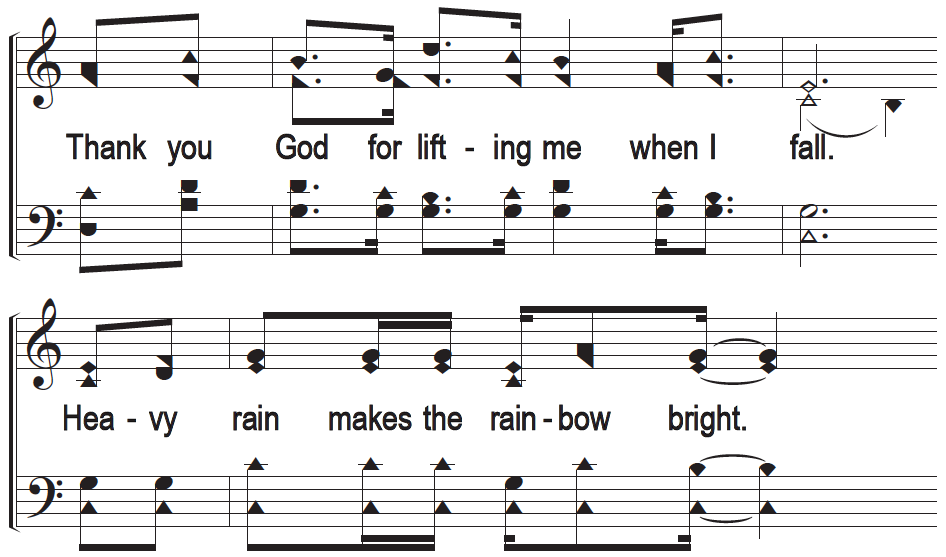 Thank you God for lift - ing me when I fall.
Hea - vy rain makes the rain - bow bright.